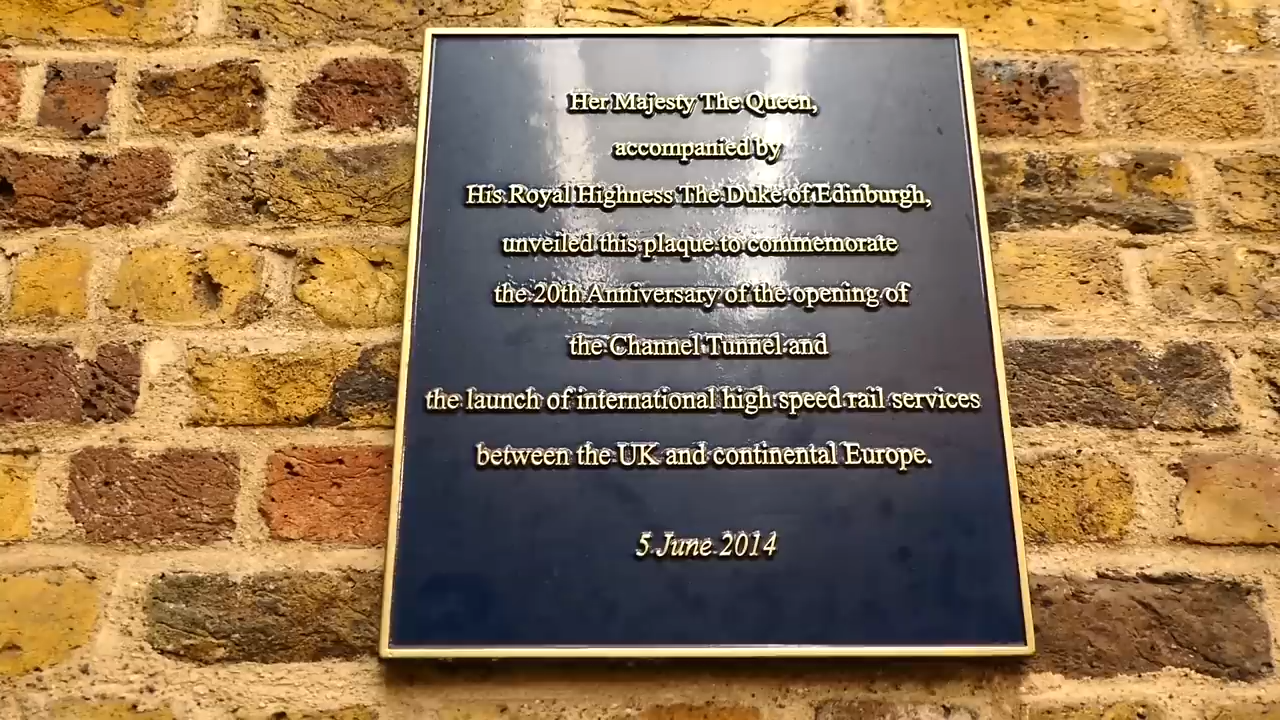 Her Majesty The Queen,
accompanied by
His Royal Highness The Duke of Edinburgh,
unveiled this plaque to commemorate
the 20th Anniversary of the opening of
the Channel Tunnel and
the launch of international high speed rail services
between the UK and continental Europe.
5 June 2014